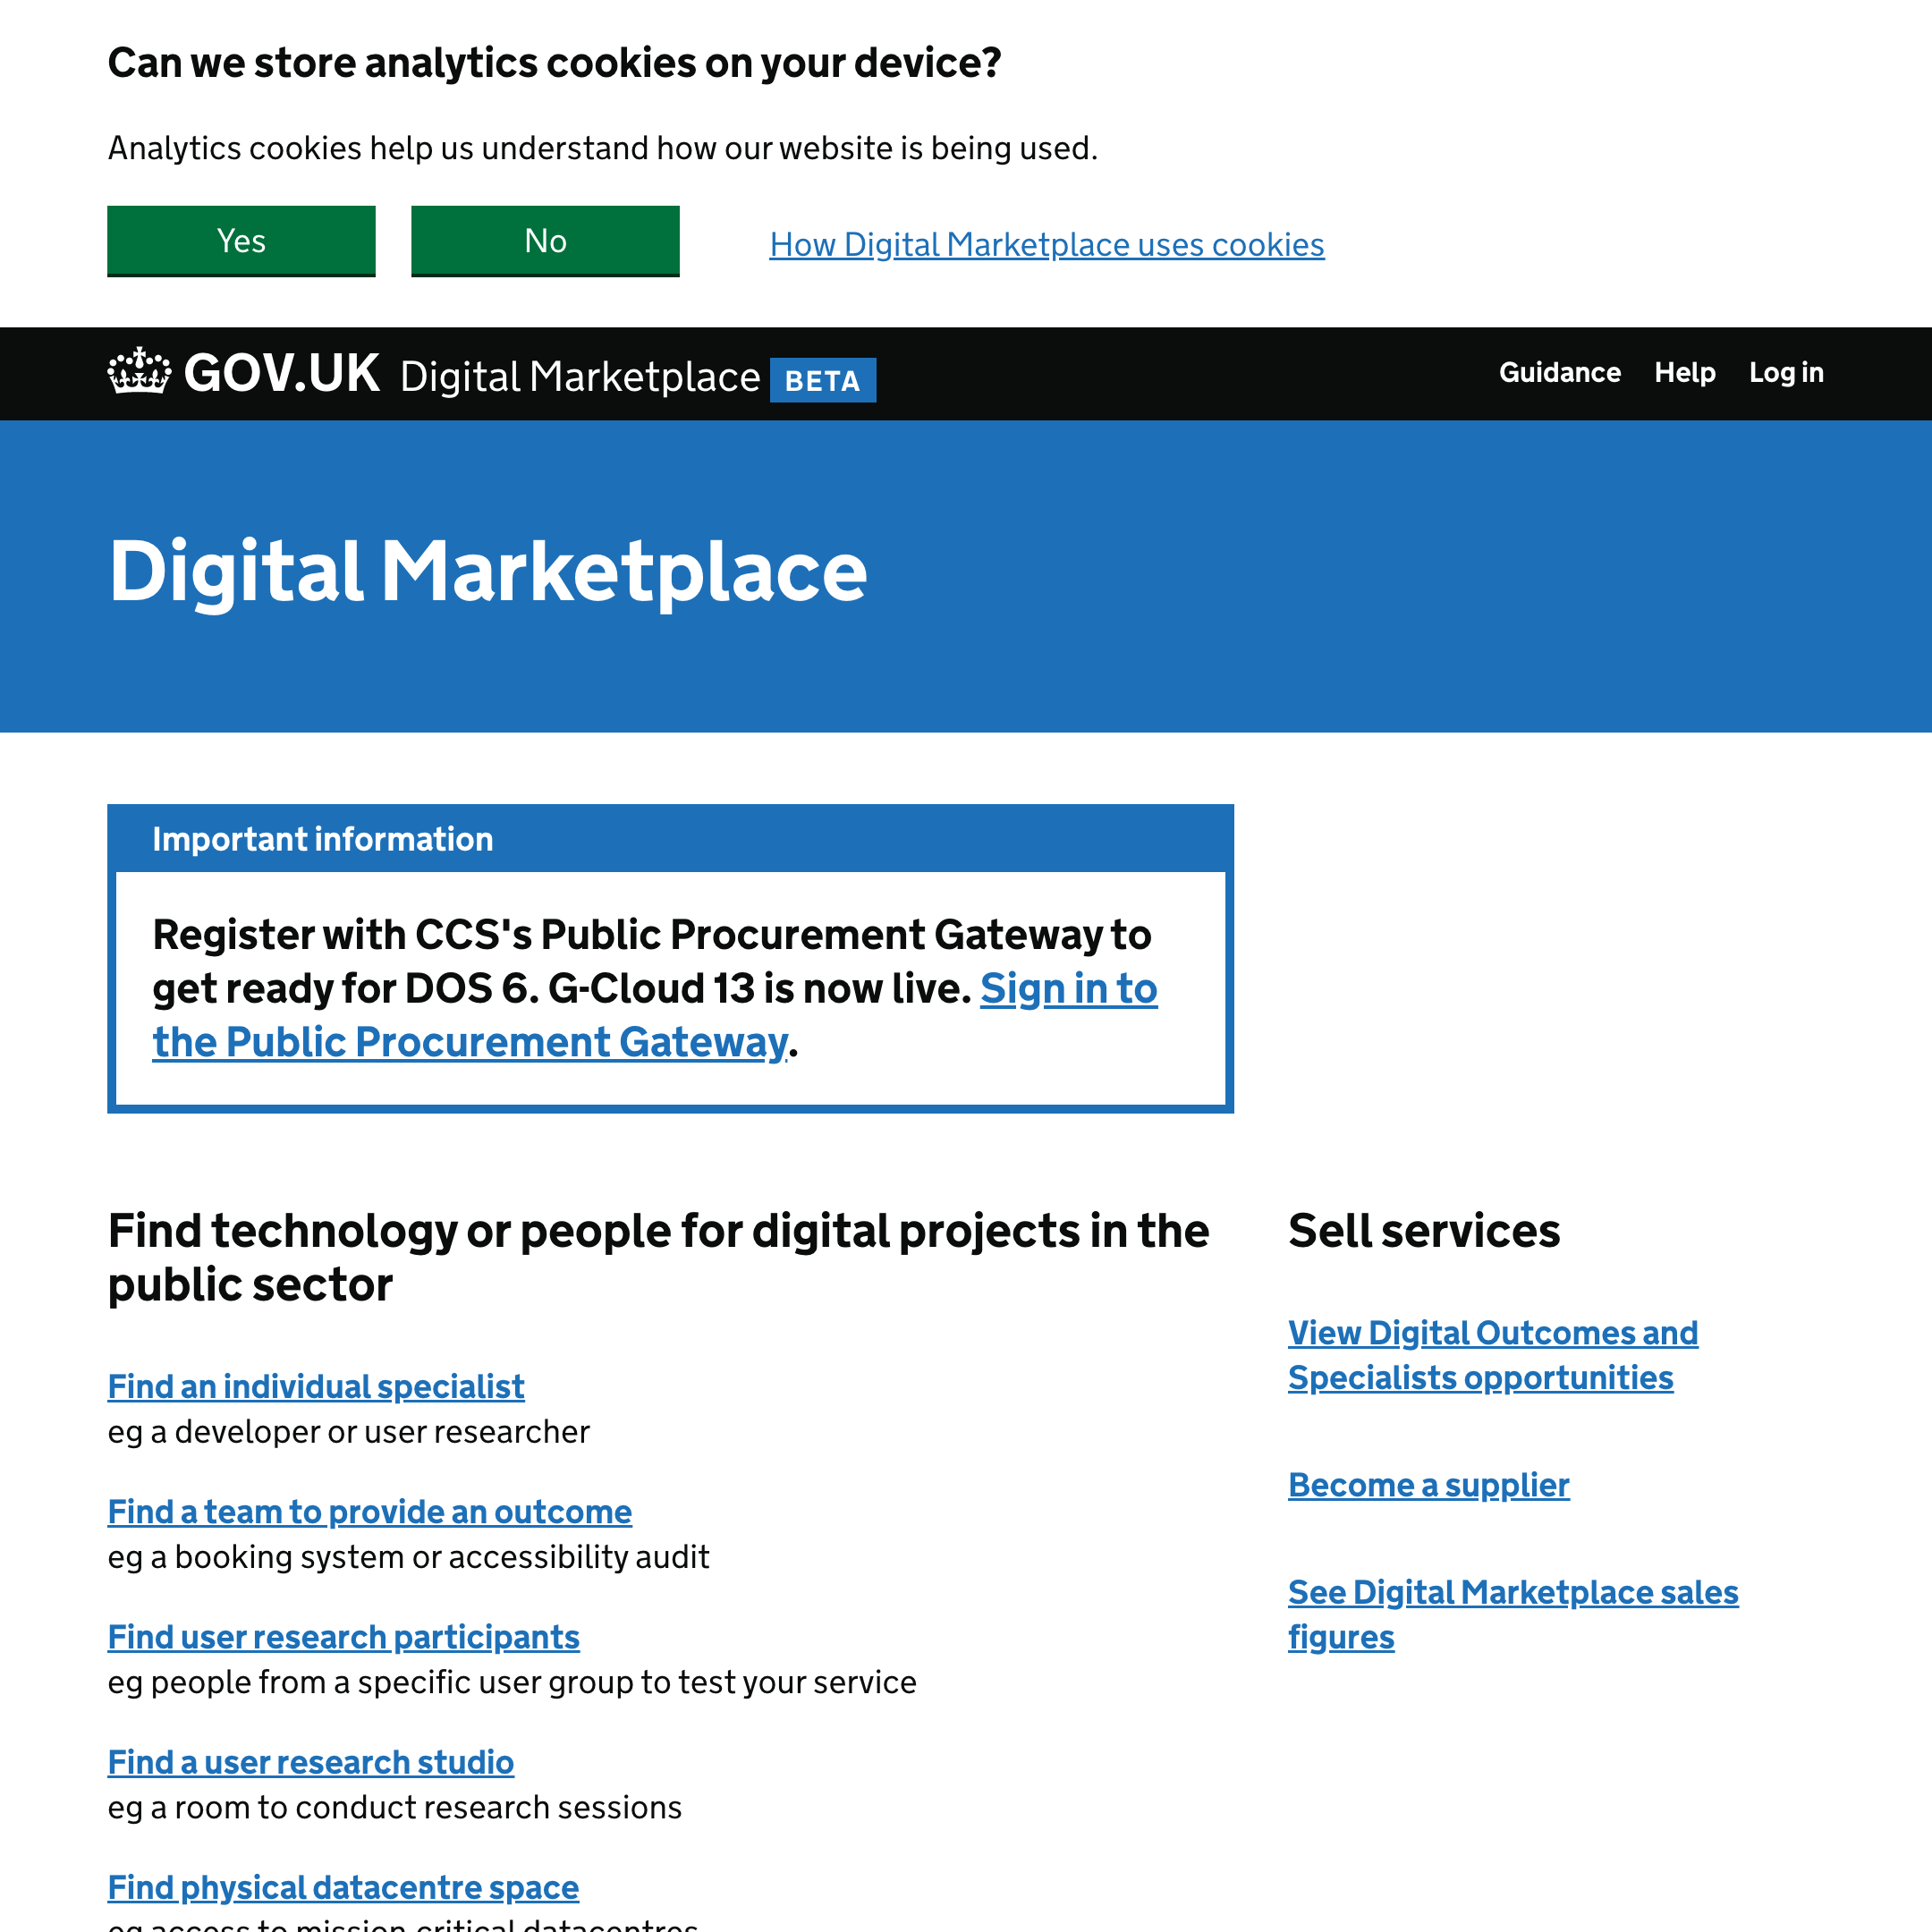 Can we store analytics cookies on your device?
Analytics cookies help us understand how our website is being used.
Yes
No
How Digital Marketplace uses cookies
GOV.UK Digital Marketplace BETA
Guidance
Help
Log in
Digital Marketplace
Important information
Register with CCS's Public Procurement Gateway to
get ready for DOS 6. G-Cloud 13 is now live. Sign in to
the Public Procurement Gateway.
Find technology or people for digital projects in the
public sector
Find an individual specialist
eg a developer or user researcher
Find a team to provide an outcome
eg a booking system or accessibility audit
Find user research participants
eg people from a specific user group to test your service
Find a user research studio
eg a room to conduct research sessions
Find physical datacentre space
eg access to mission-critical datacentres
Sell services
View Digital Outcomes and
Specialists opportunities
Become a supplier
See Digital Marketplace sales
figures